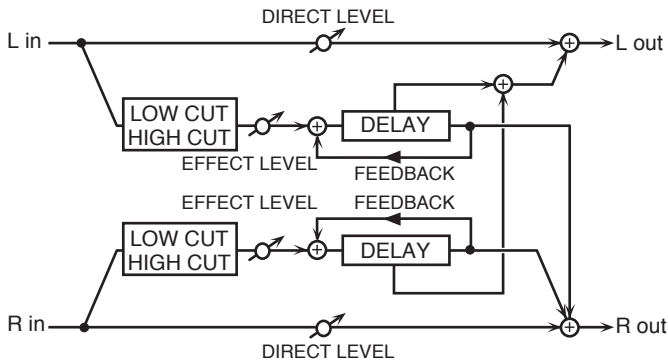 DIRECT LEVEL
L in
L out
LOW CUT
HIGH CUT
DELAY
EFFECT LEVEL
FEEDBACK
EFFECT LEVEL
FEEDBACK
LOW CUT
HIGH CUT
DELAY
R in
R out
DIRECT LEVEL